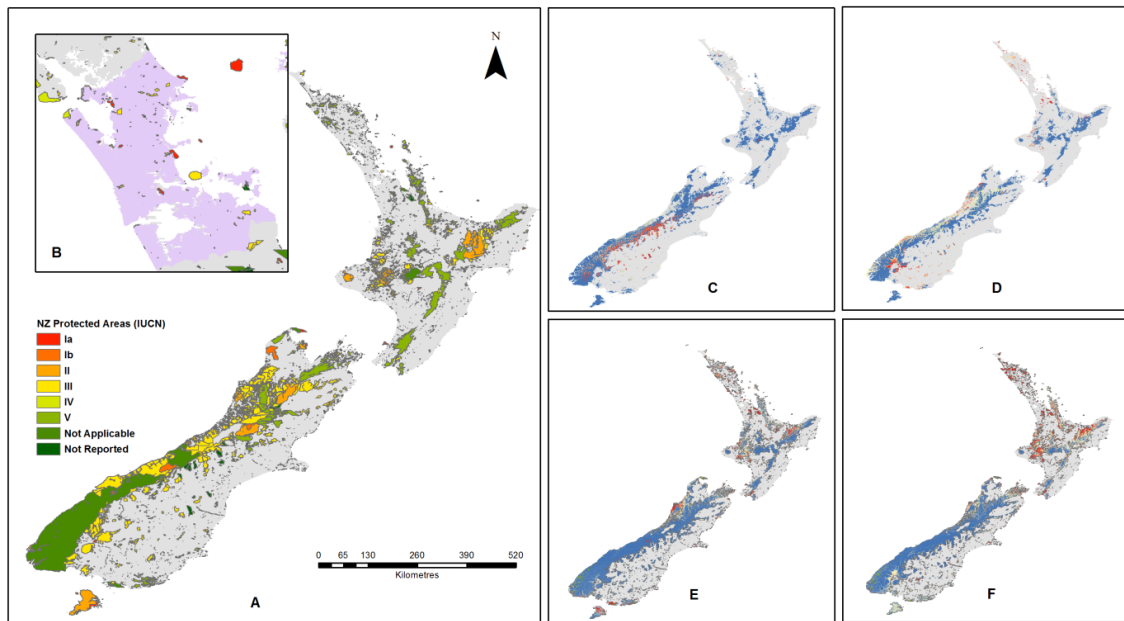 N
B
NZ Protected Areas (IUCN)
Ia
Ib
II
III
IV
V
Not Applicable
Not Reported
0 65 130 260 390 520
Kilometres
A
C
D
E
F